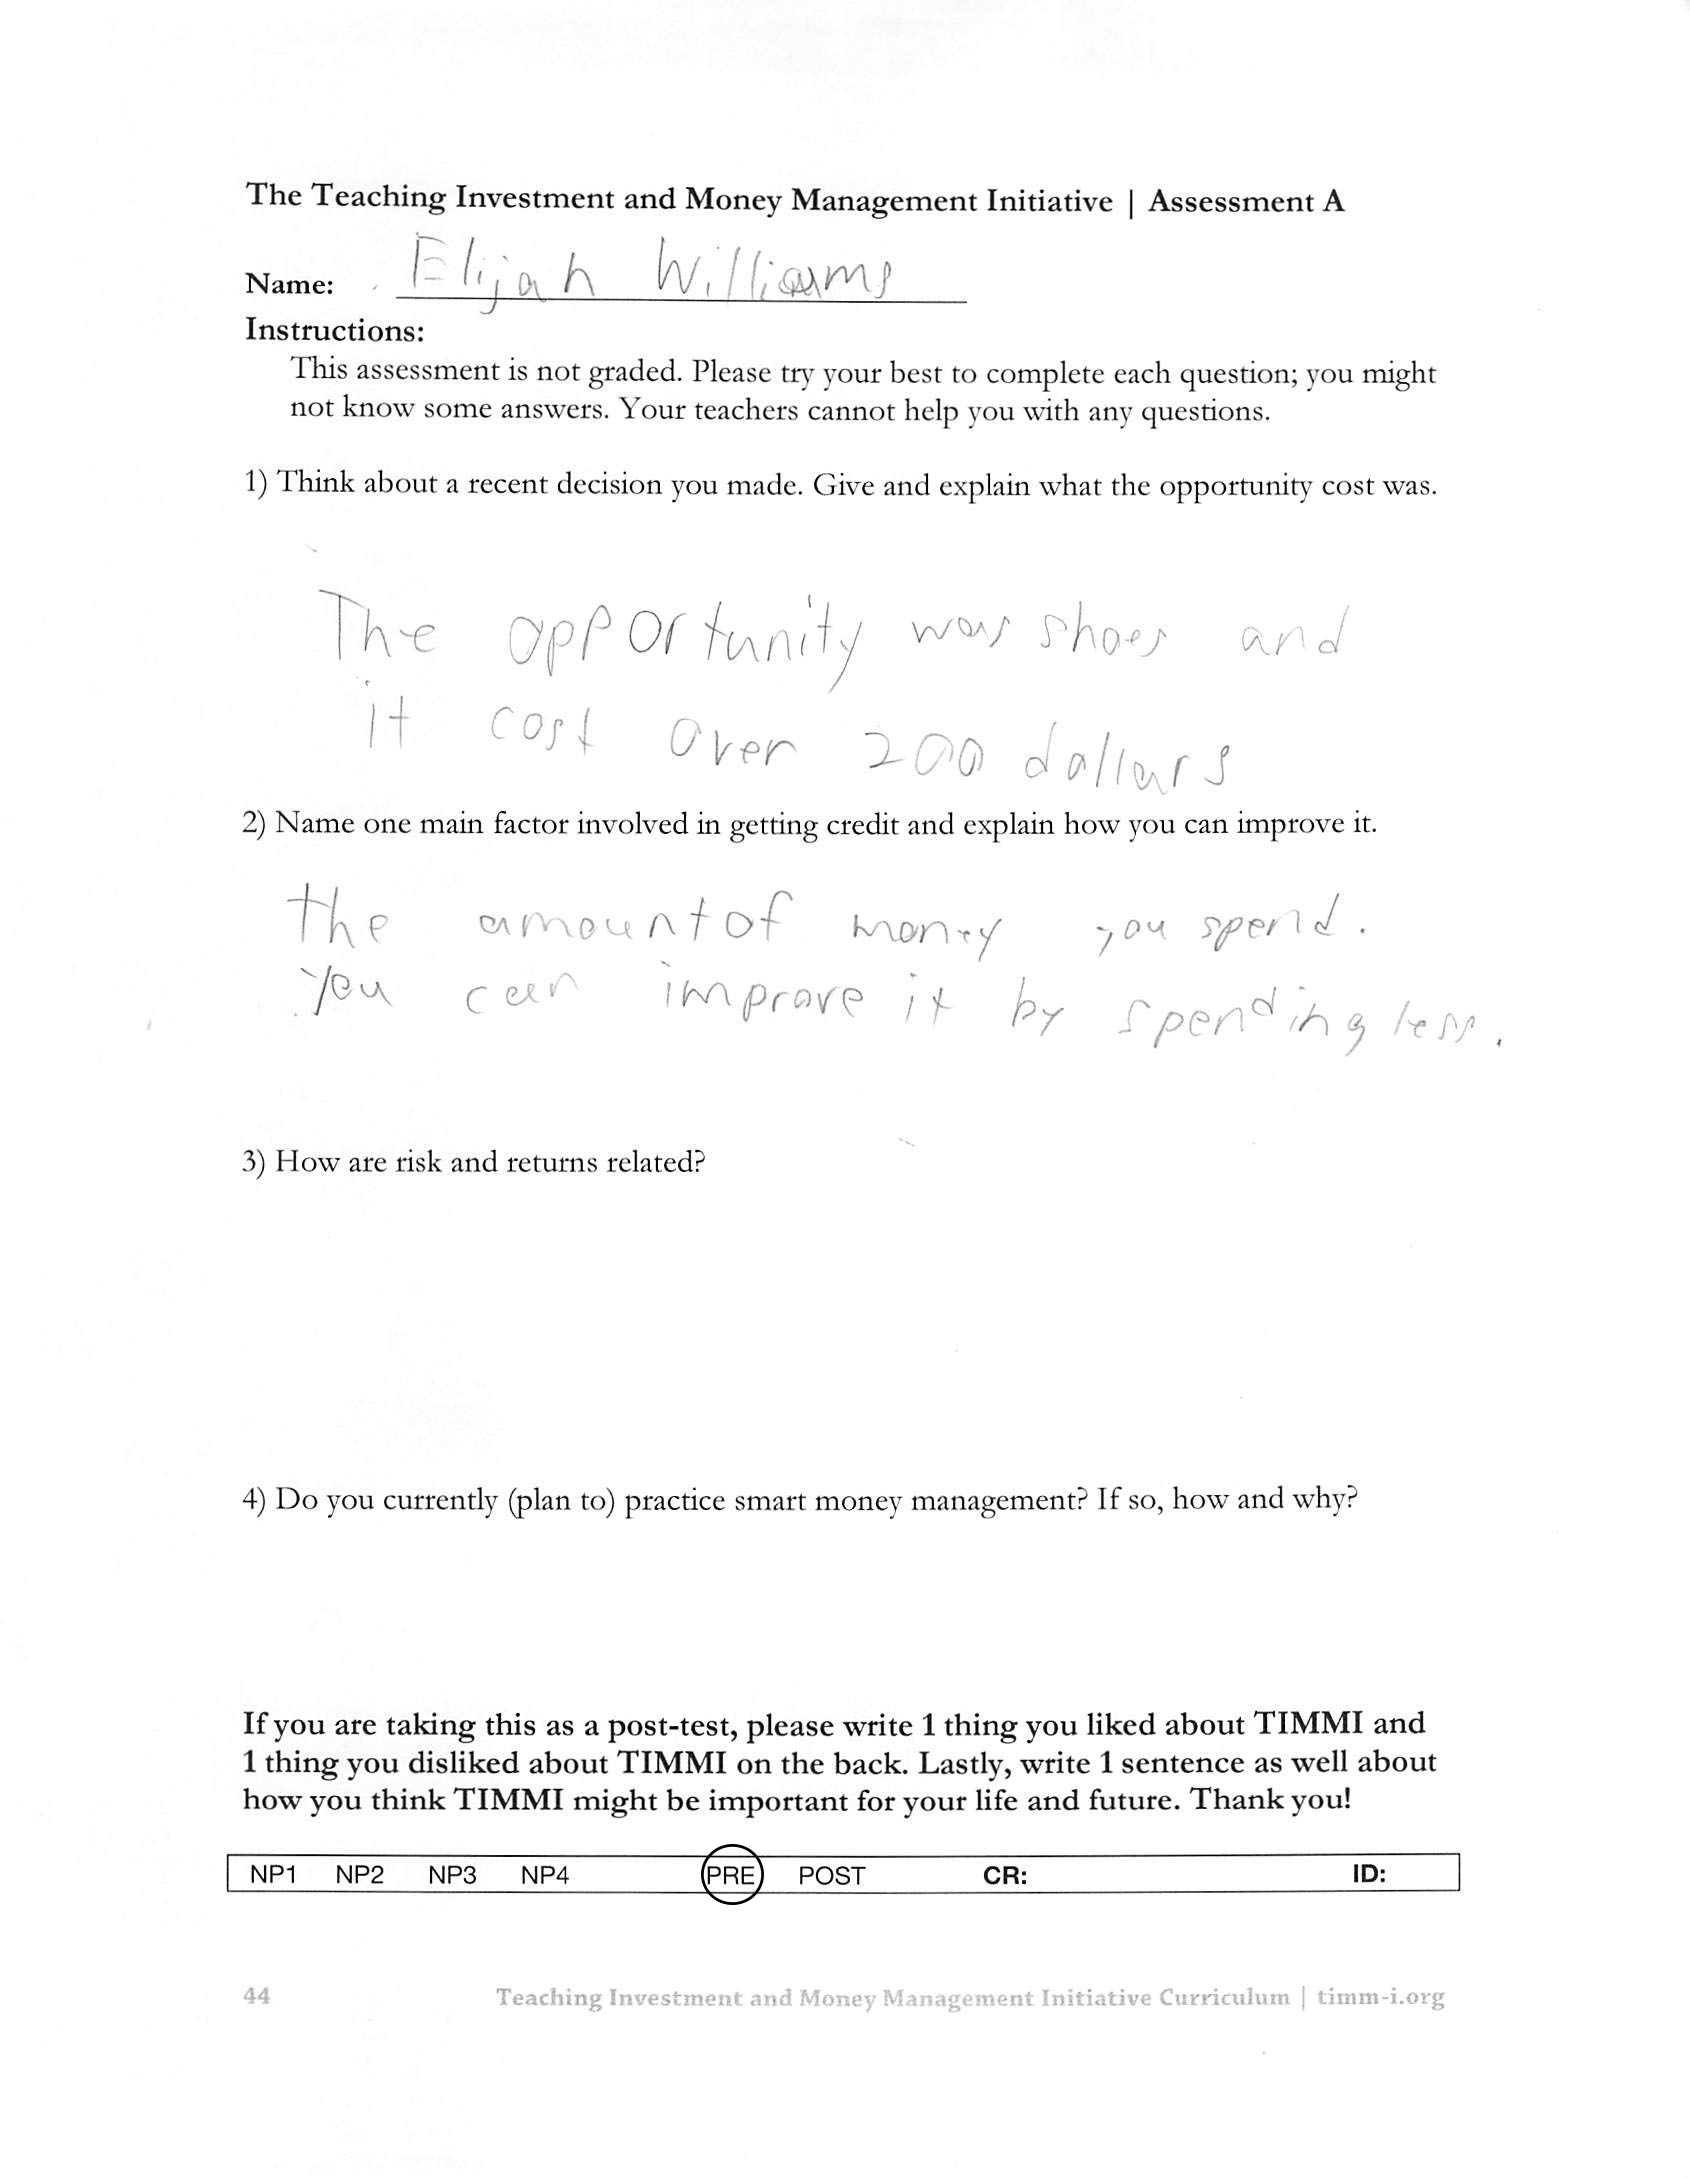 The Teaching Investment and Money Management Initiative | Assessment A
Name: Elijah Williams
Instructions:
This assessment is not graded. Please try your best to complete each question; you might
not know some answers. Your teachers cannot help you with any questions.
1) Think about a recent decision you made. Give and explain what the opportunity cost was.
The opportunity was shoes and
it cost over 200 dollars
2) Name one main factor involved in getting credit and explain how you can improve it.
the amount of money you spend.
You can improve it by spending less.
3) How are risk and returns related?
4) Do you currently (plan to) practice smart money management? If so, how and why?
If you are taking this as a post-test, please write 1 thing you liked about TIMMI and
1 thing you disliked about TIMMI on the back. Lastly, write 1 sentence as well about
how you think TIMMI might be important for your life and future. Thank you!
NP1 NP2 NP3 NP4 PRE POST CR: ID:
44 Teaching Investment and Money Management Initiative Curriculum | timm-i.org